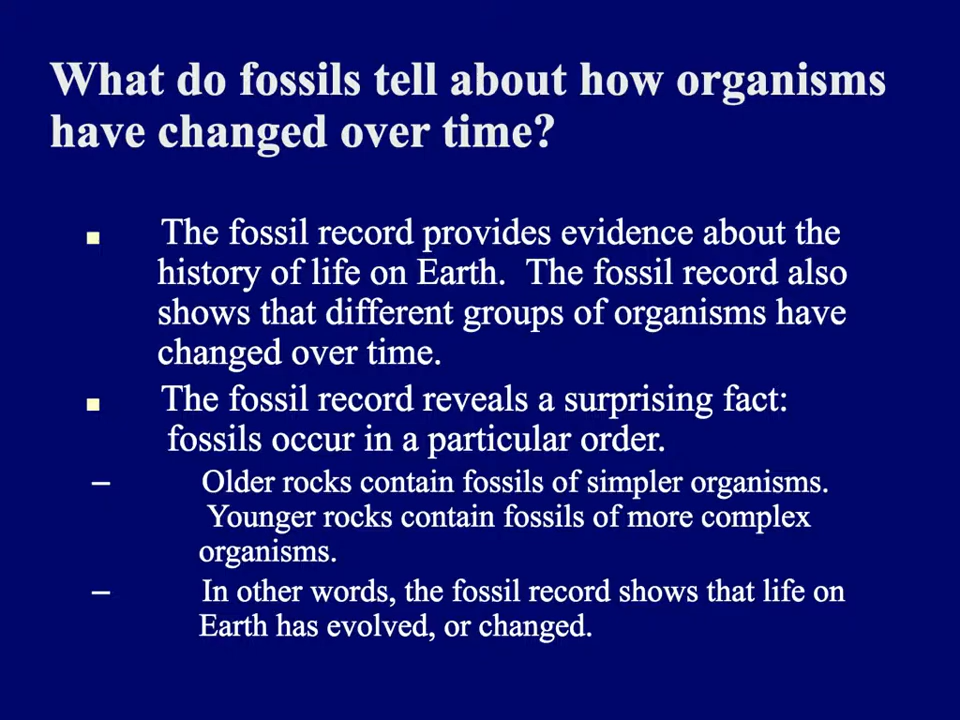 What do fossils tell about how organisms
have changed over time?
▪ The fossil record provides evidence about the
history of life on Earth. The fossil record also
shows that different groups of organisms have
changed over time.
▪ The fossil record reveals a surprising fact:
fossils occur in a particular order.
– Older rocks contain fossils of simpler organisms.
Younger rocks contain fossils of more complex
organisms.
– In other words, the fossil record shows that life on
Earth has evolved, or changed.